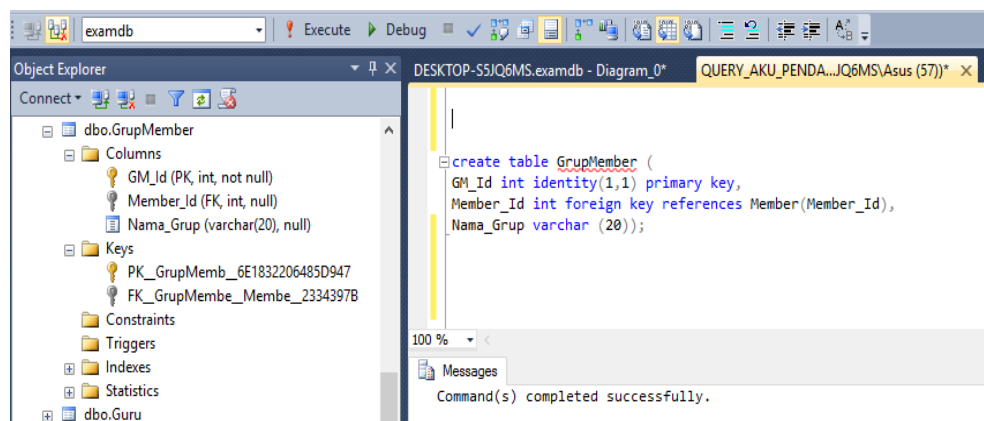 examdb
Execute
Debug
Object Explorer
Connect
dbo.GrupMember
Columns
GM_Id (PK, int, not null)
Member_Id (FK, int, null)
Nama_Grup (varchar(20), null)
Keys
PK__GrupMemb__6E1832206485D947
FK__GrupMembe__Membe__2334397B
Constraints
Triggers
Indexes
Statistics
dbo.Guru
DESKTOP-S5JQ6MS.examdb - Diagram_0*
QUERY_AKU_PENDA...JQ6MS\Asus (57))*
create table GrupMember (
GM_Id int identity(1,1) primary key,
Member_Id int foreign key references Member(Member_Id),
Nama_Grup varchar (20));
100 %
Messages
Command(s) completed successfully.